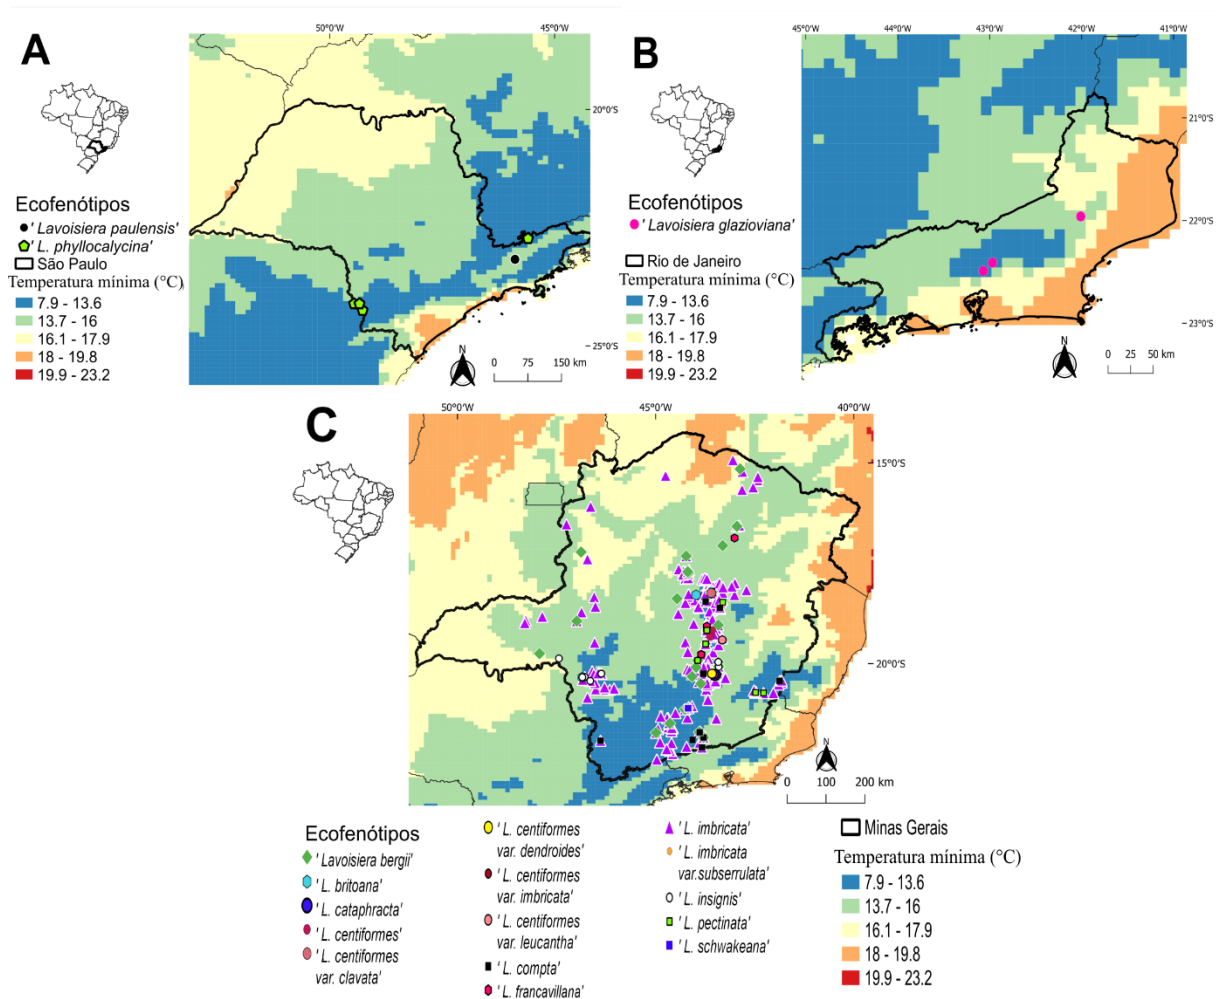 A
50°0'W
45°0'W
20°0'S
25°0'S
Ecofenótipos
' Lavoisiera paulensis'
' L. phyllocalycina'
São Paulo
Temperatura mínima (°C)
7.9 - 13.6
13.7 - 16
16.1 - 17.9
18 - 19.8
19.9 - 23.2
N
0 75 150 km
B
45°0'W
44°0'W
43°0'W
42°0'W
41°0'W
21°0'S
22°0'S
23°0'S
Ecofenótipos
' Lavoisiera glazioviana'
Rio de Janeiro
Temperatura mínima (°C)
7.9 - 13.6
13.7 - 16
16.1 - 17.9
18 - 19.8
19.9 - 23.2
N
0 25 50 km
C
50°0'W
45°0'W
40°0'W
15°0'S
20°0'S
N
0 100 200 km
Ecofenótipos
' Lavoisiera bergii'
' L. britoana'
' L. cataphracta'
' L. centiformes'
' L. centiformes
var. clavata'
' L. centiformes
var. dendroides'
' L. centiformes
var. imbricata'
' L. centiformes
var. leucantha'
' L. compta'
' L. francavillana'
' L. imbricata'
' L. imbricata
var.subserrulata'
' L. insignis'
' L. pectinata'
' L. schwakeana'
Minas Gerais
Temperatura mínima (°C)
7.9 - 13.6
13.7 - 16
16.1 - 17.9
18 - 19.8
19.9 - 23.2